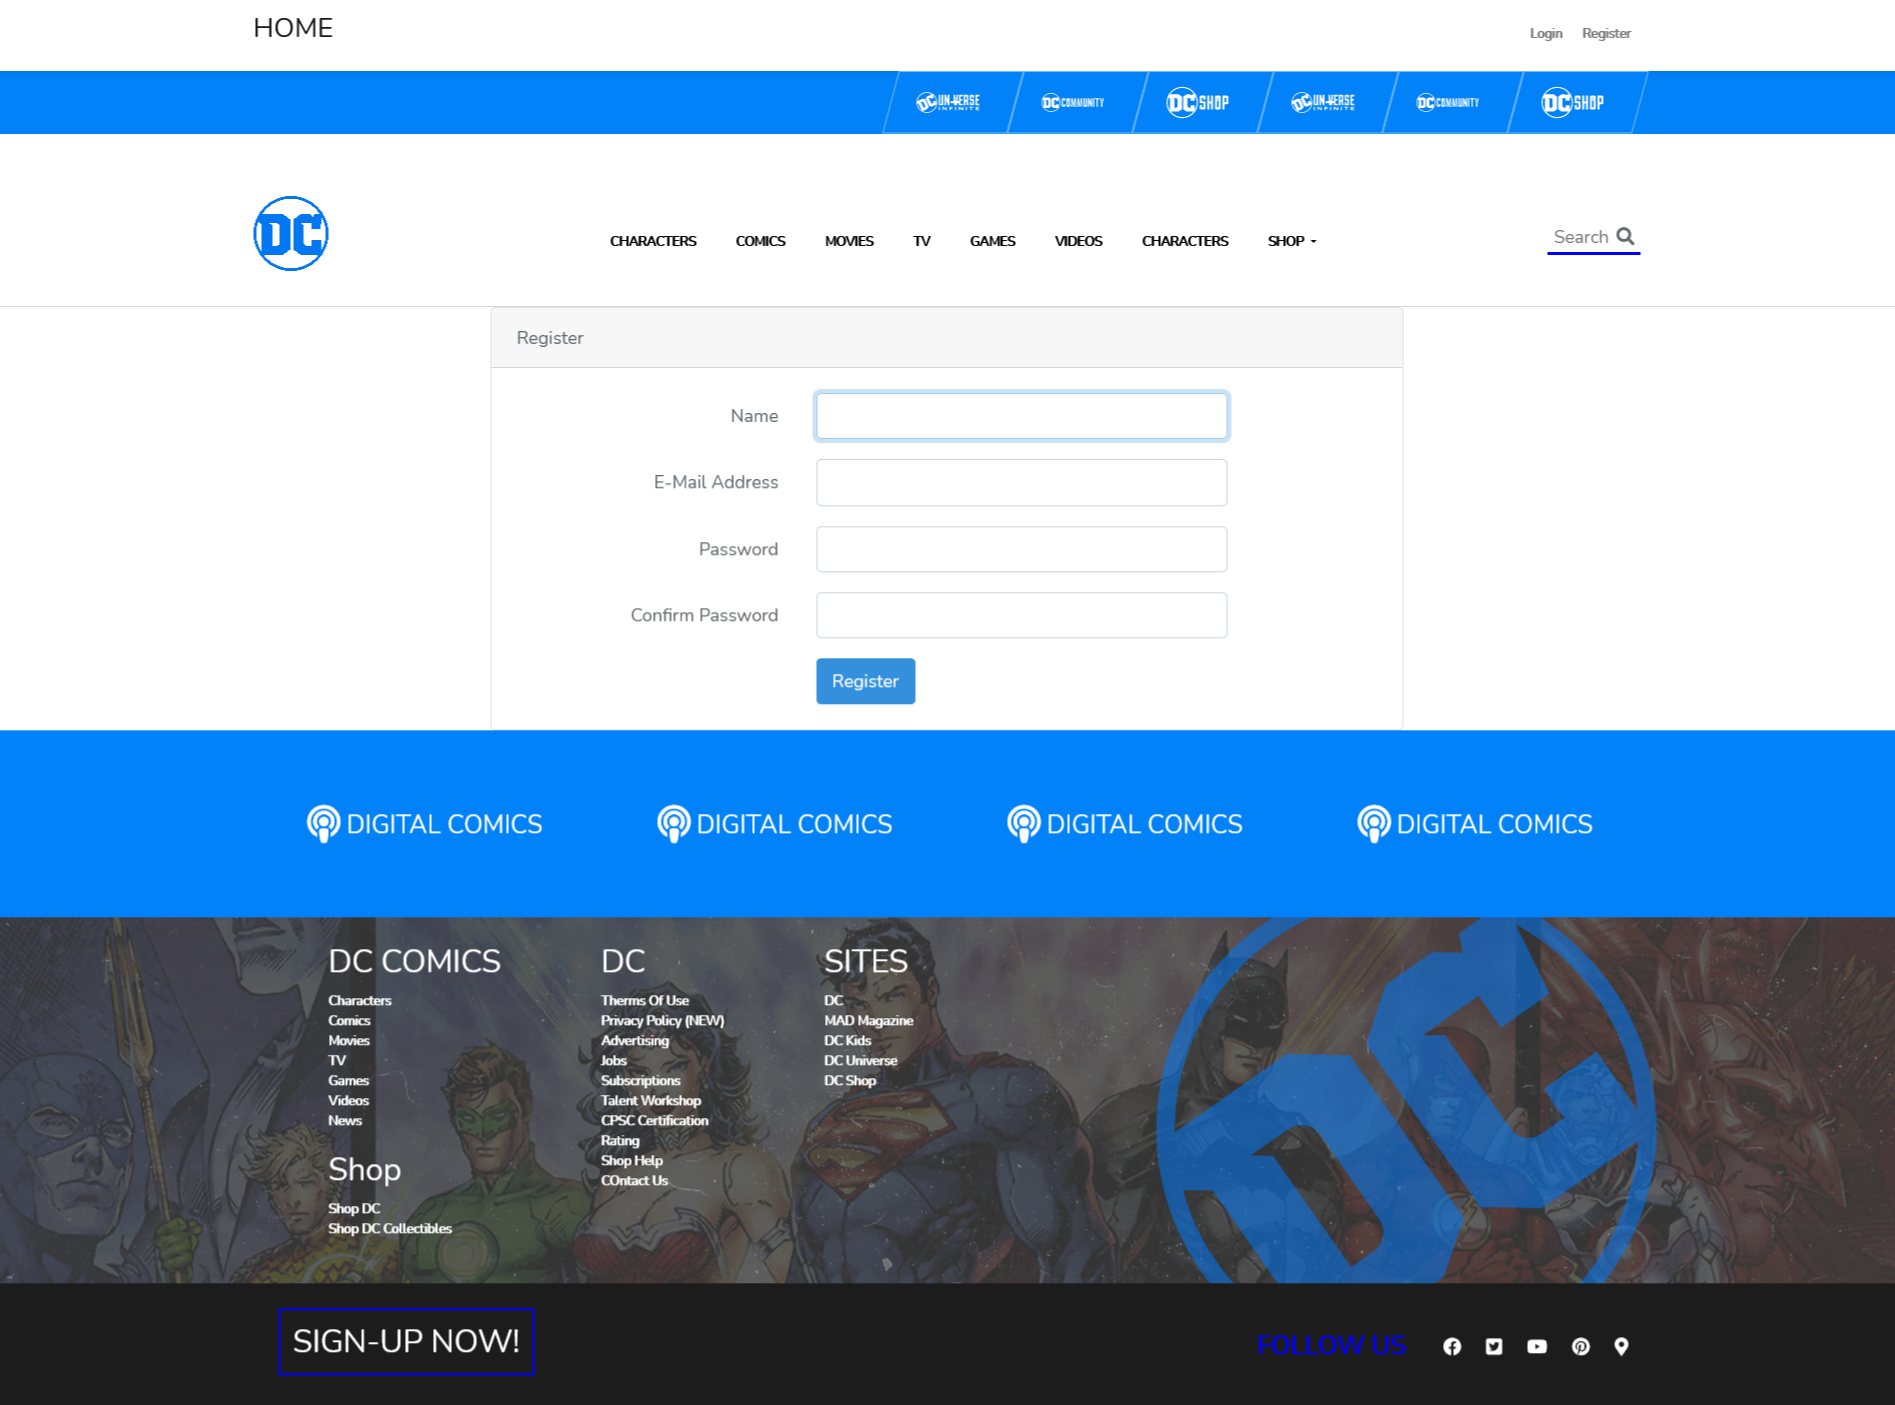 HOME
Login Register
DC UNIVERSE INFINITE DC COMMUNITY DC SHOP DC UNIVERSE INFINITE DC COMMUNITY DC SHOP
DC
CHARACTERS COMICS MOVIES TV GAMES VIDEOS CHARACTERS SHOP
Search
Register
Name
E-Mail Address
Password
Confirm Password
Register
DIGITAL COMICS DIGITAL COMICS DIGITAL COMICS DIGITAL COMICS
DC COMICS
Characters
Comics
Movies
TV
Games
Videos
News
Shop
Shop DC
Shop DC Collectibles
DC
Therms Of Use
Privacy Policy (NEW)
Advertising
Jobs
Subscriptions
Talent Workshop
CPSC Certification
Rating
Shop Help
COntact Us
SITES
DC
MAD Magazine
DC Kids
DC Universe
DC Shop
DC
SIGN-UP NOW!
FOLLOW US